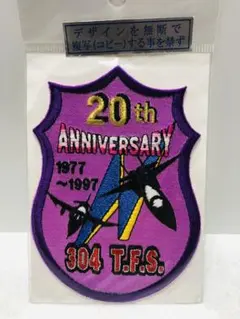 デザインを無断で
複写(コピー)する事を禁ず
20th
ANNIVERSARY
1977
~1997
304 T.F.S.